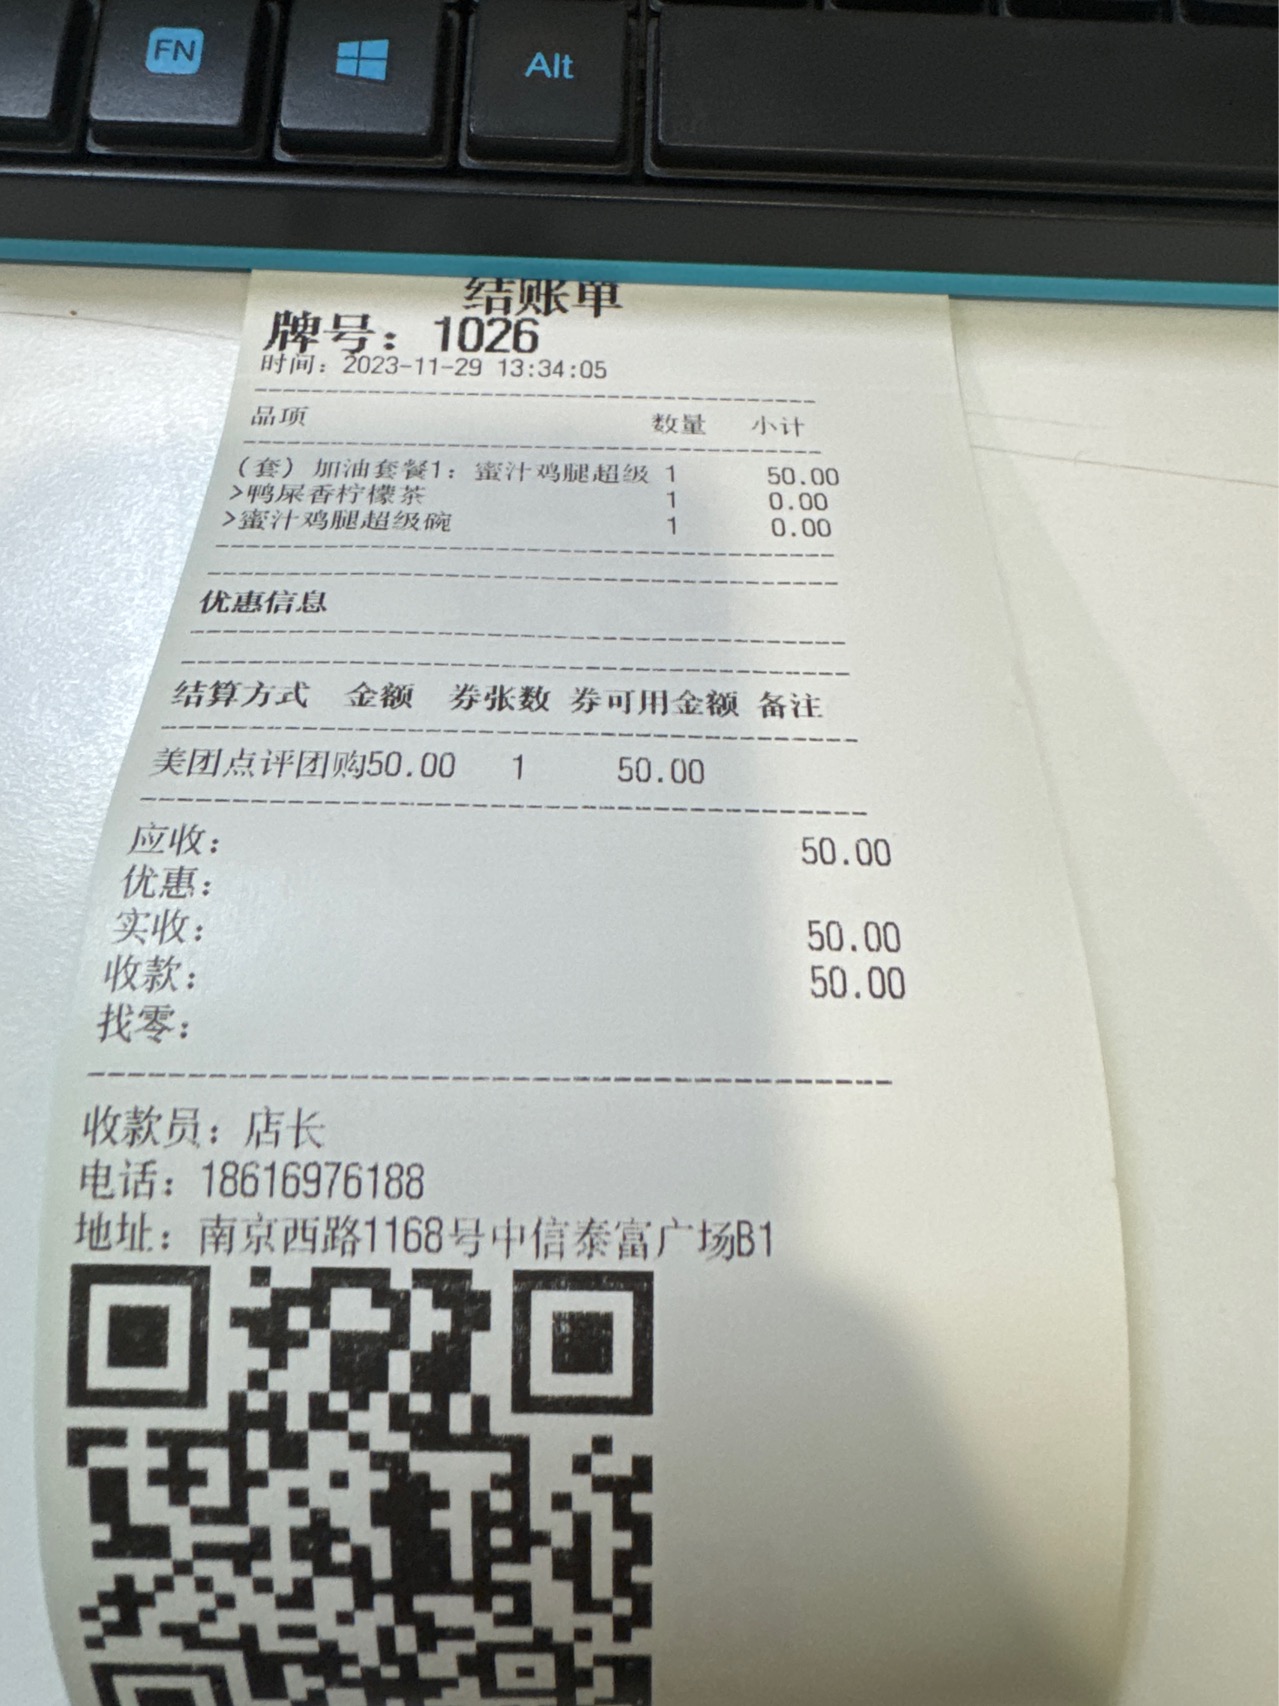 FN Alt
结账单
牌号：1026
时间：2023-11-29 13:34:05
品项 数量 小计
（套）加油套餐1：蜜汁鸡腿超级 1 50.00
>鸭屎香柠檬茶 1 0.00
>蜜汁鸡腿超级碗 1 0.00
优惠信息
结算方式 金额 券张数 券可用金额 备注
美团点评团购50.00 1 50.00
应收： 50.00
优惠：
实收： 50.00
收款： 50.00
找零：
收款员：店长
电话：18616976188
地址：南京西路1168号中信泰富广场B1